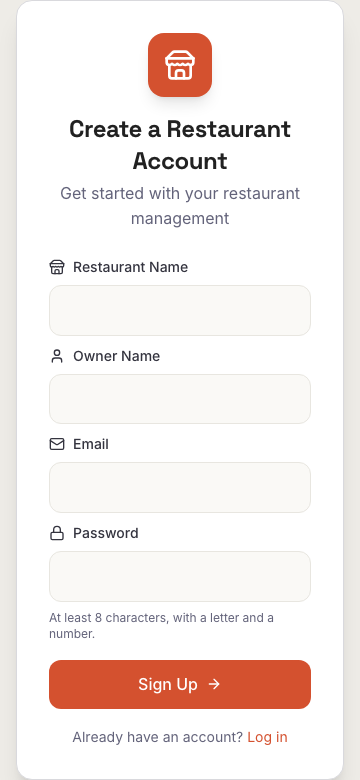 Create a Restaurant
Account
Get started with your restaurant
management
Restaurant Name
Owner Name
Email
Password
At least 8 characters, with a letter and a
number.
Sign Up →
Already have an account? Log in